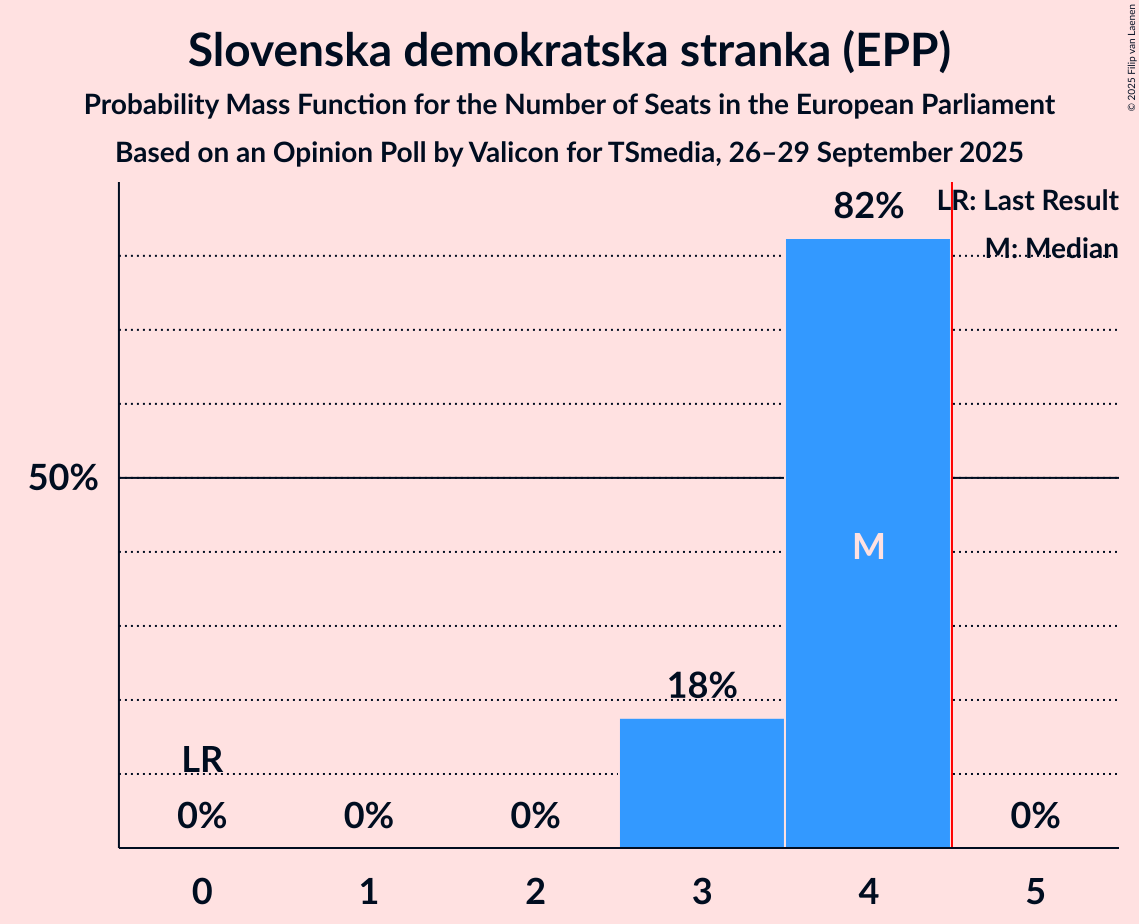 Slovenska demokratska stranka (EPP)
Probability Mass Function for the Number of Seats in the European Parliament
Based on an Opinion Poll by Valicon for TSmedia, 26–29 September 2025
© 2025 Filip van Laenen
LR: Last Result
M: Median
82%
50%
M
18%
LR
0% 0% 0% 0%
0 1 2 3 4 5